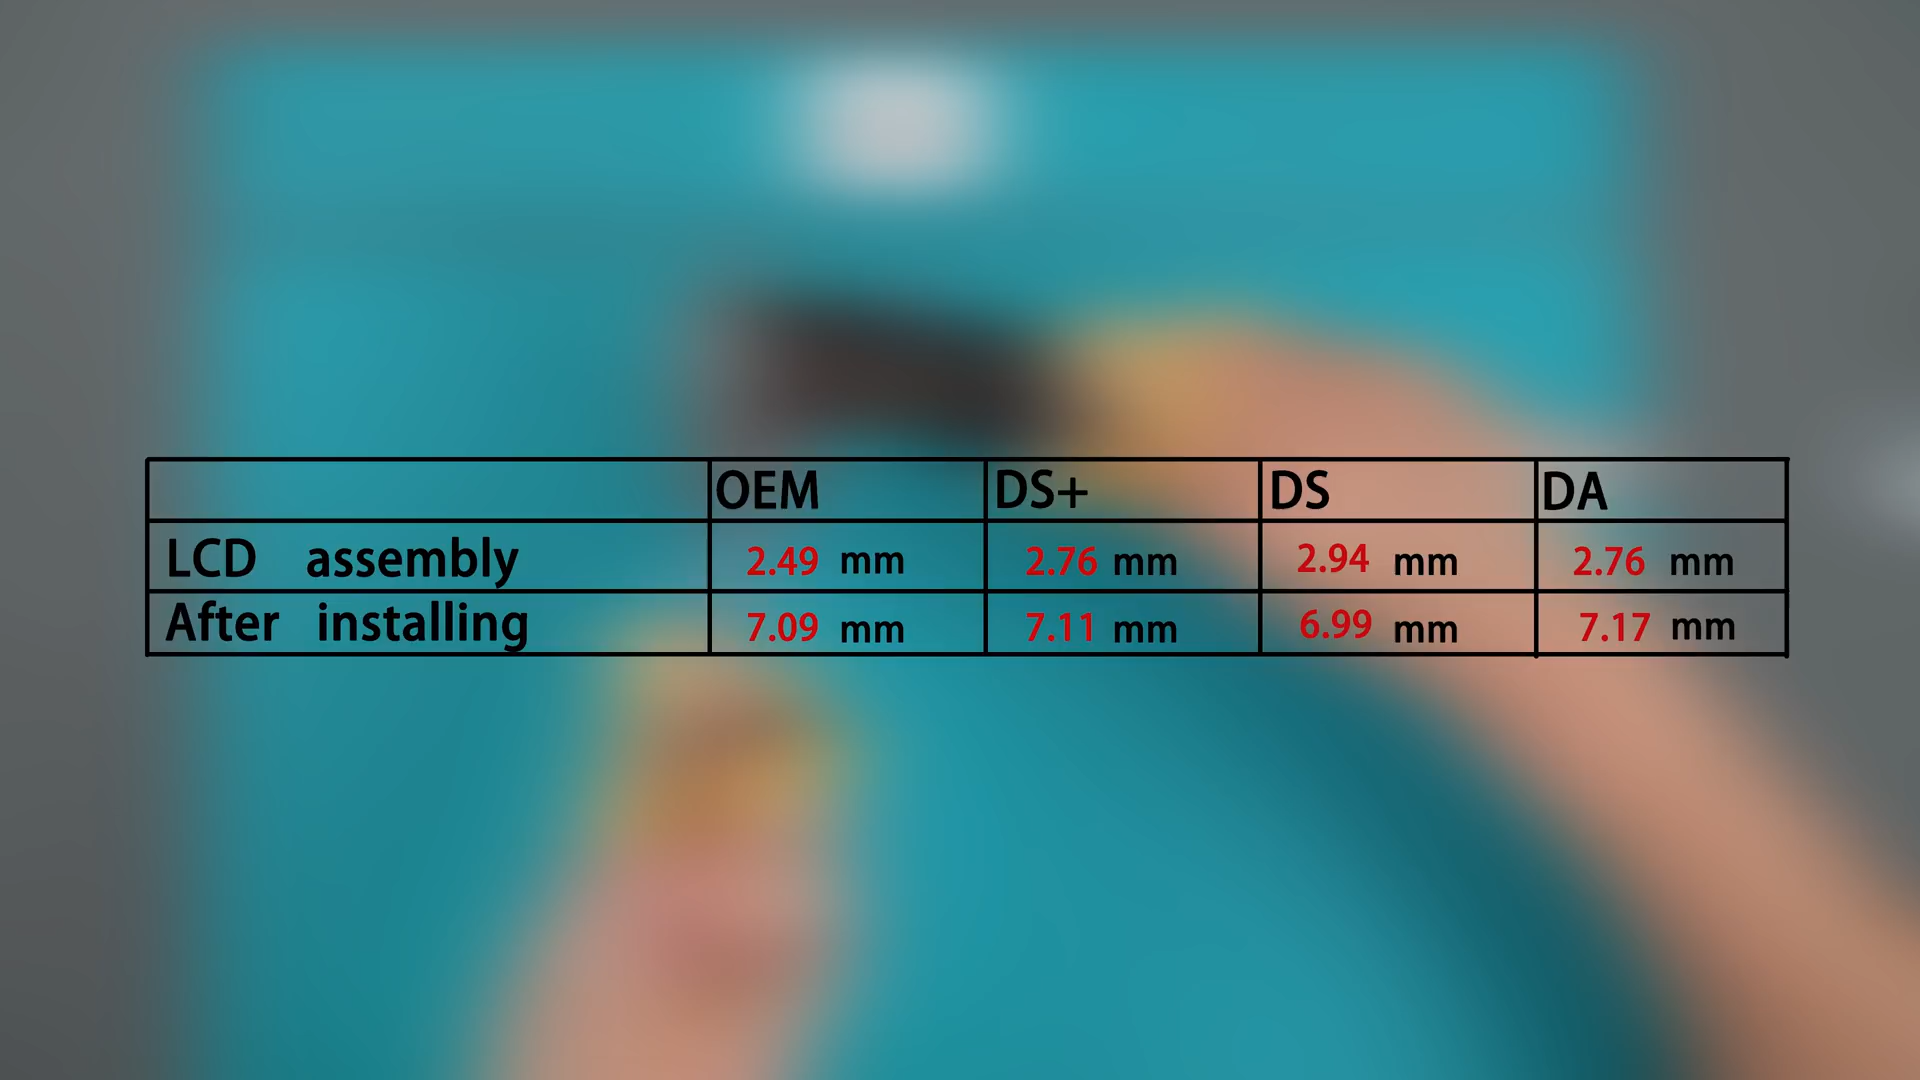 OEM DS+ DS DA
LCD assembly 2.49 mm 2.76 mm 2.94 mm 2.76 mm
After installing 7.09 mm 7.11 mm 6.99 mm 7.17 mm